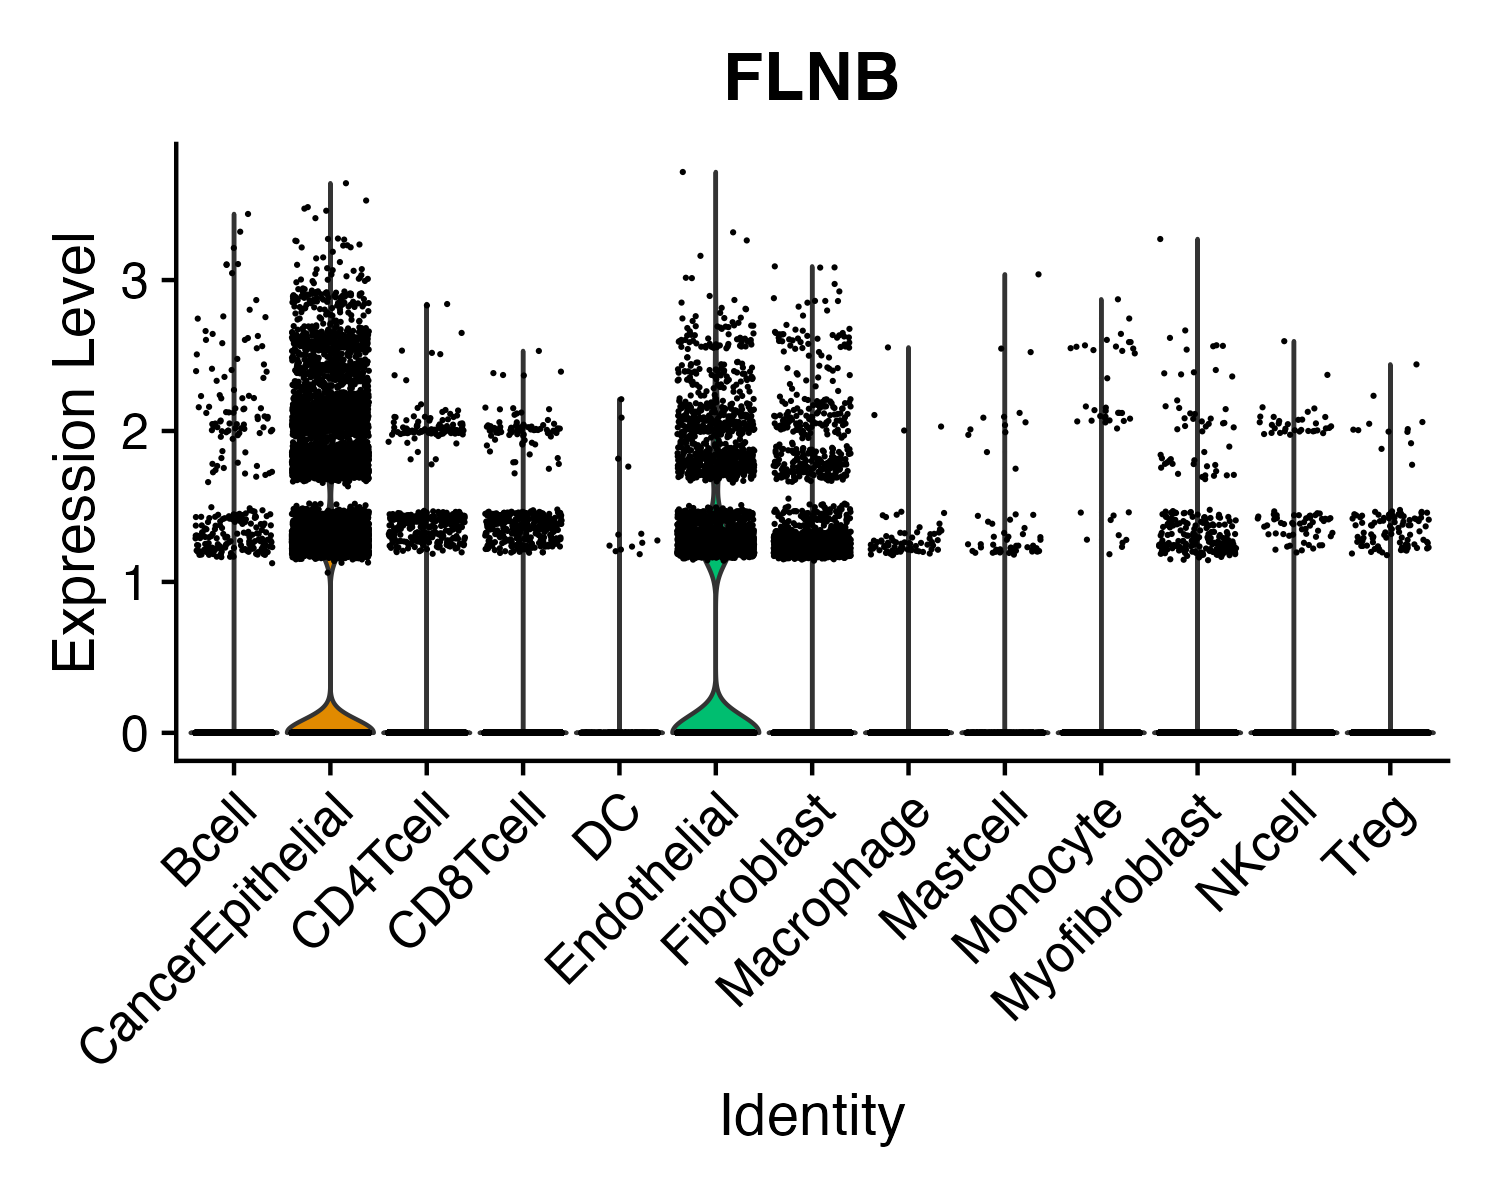 FLNB
Expression Level
3
2
1
0
Bcell
CancerEpithelial
CD4Tcell
CD8Tcell
DC
Endothelial
Fibroblast
Macrophage
Mastcell
Monocyte
Myofibroblast
NKcell
Treg
Identity